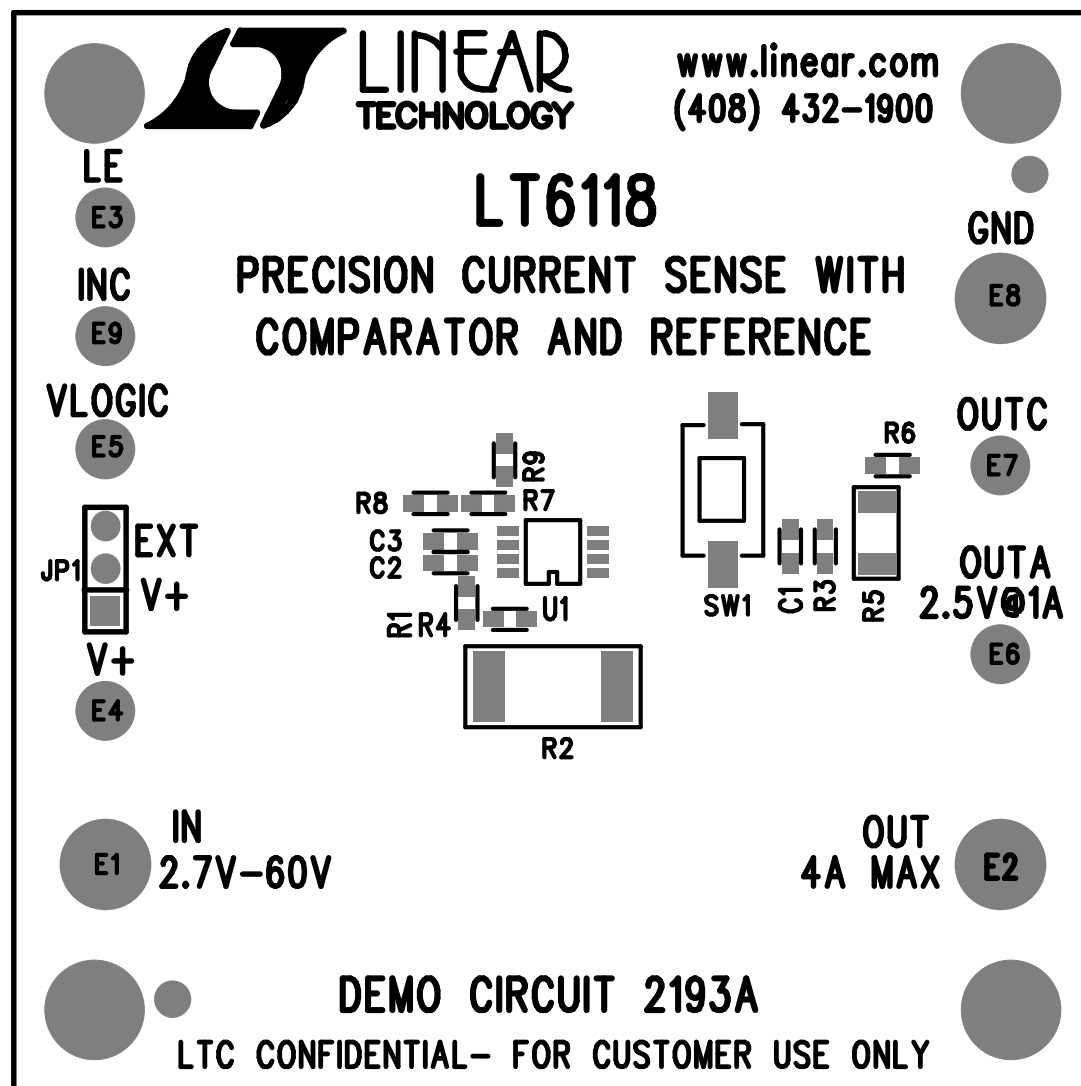 LINEAR
TECHNOLOGY
www.linear.com
(408) 432-1900
LE
E3
LT6118
GND
E8
INC
E9
PRECISION CURRENT SENSE WITH
COMPARATOR AND REFERENCE
VLOGIC
E5
OUTC
E7
R6
R9
R8
R7
C3
C2
EXT
JP1
V+
R1
R4
U1
SW1
C1
R3
R5
OUTA
2.5V@1A
E6
V+
E4
R2
IN
E1
2.7V-60V
OUT
4A MAX
E2
DEMO CIRCUIT 2193A
LTC CONFIDENTIAL- FOR CUSTOMER USE ONLY